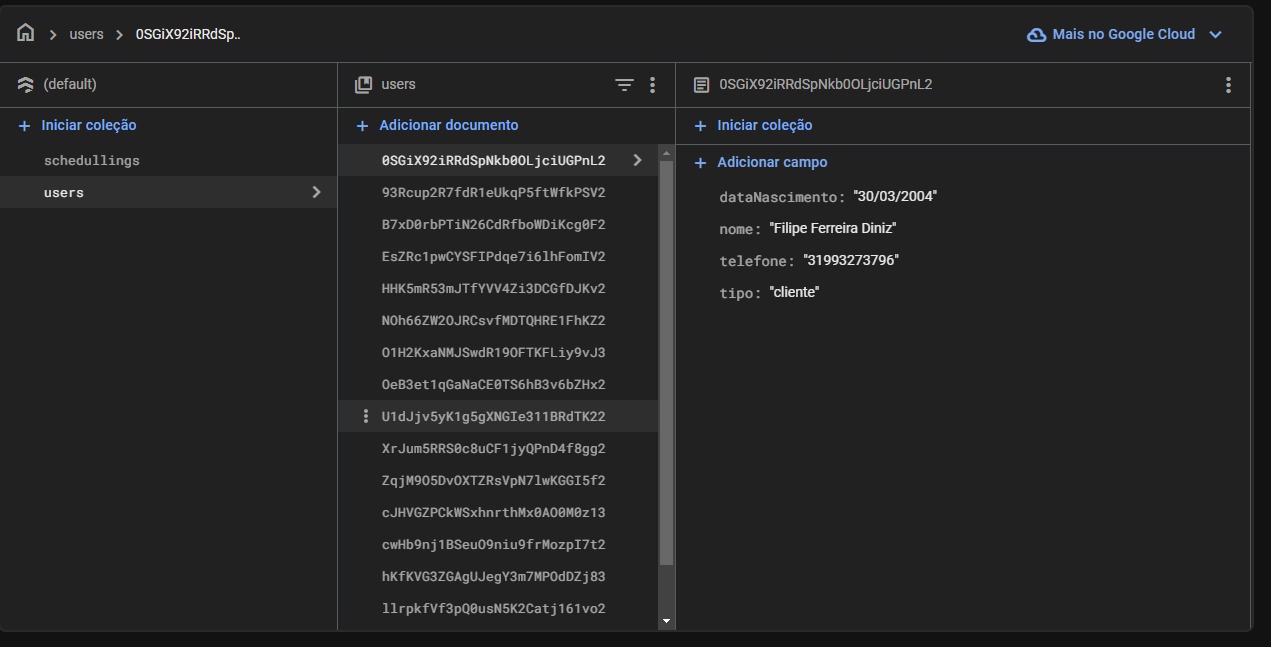 users
0SGiX92iRRdSp..
Mais no Google Cloud
(default)
Iniciar coleção
schedullings
users
users
Adicionar documento
0SGiX92iRRdSpNkb0OLjciUGPnL2
93Rcup2R7fdR1eUkqP5ftWfkPSV2
B7xD0rbPTiN26CdRfboWDiKcg0F2
EsZRc1pwCYSFIPdqe7i6lhFomIV2
HHK5mR53mJTfYVV4Zi3DCGfDJKv2
NOh66ZW2OJRCsvfMDTQHRE1FhKZ2
O1H2KxaNMJSwdR19OFTKFLiy9vJ3
OeB3et1qGaNaCE0TS6hB3v6bZHx2
U1dJjv5yK1g5gXNGIe311BRdTK22
XrJum5RRS0c8uCF1jyQPnD4f8gg2
ZqjM9O5DvOXTZRsVpN7lwKGGI5f2
cJHVGZPCkWSxhnrthMx0AO0M0z13
cwHb9nj1BSeuO9niu9frMozpI7t2
hKfKVG3ZGAgUJegY3m7MPOdDZj83
llrpkfVf3pQ0usN5K2Catj161vo2
0SGiX92iRRdSpNkb0OLjciUGPnL2
Iniciar coleção
Adicionar campo
dataNascimento: "30/03/2004"
nome: "Filipe Ferreira Diniz"
telefone: "31993273796"
tipo: "cliente"